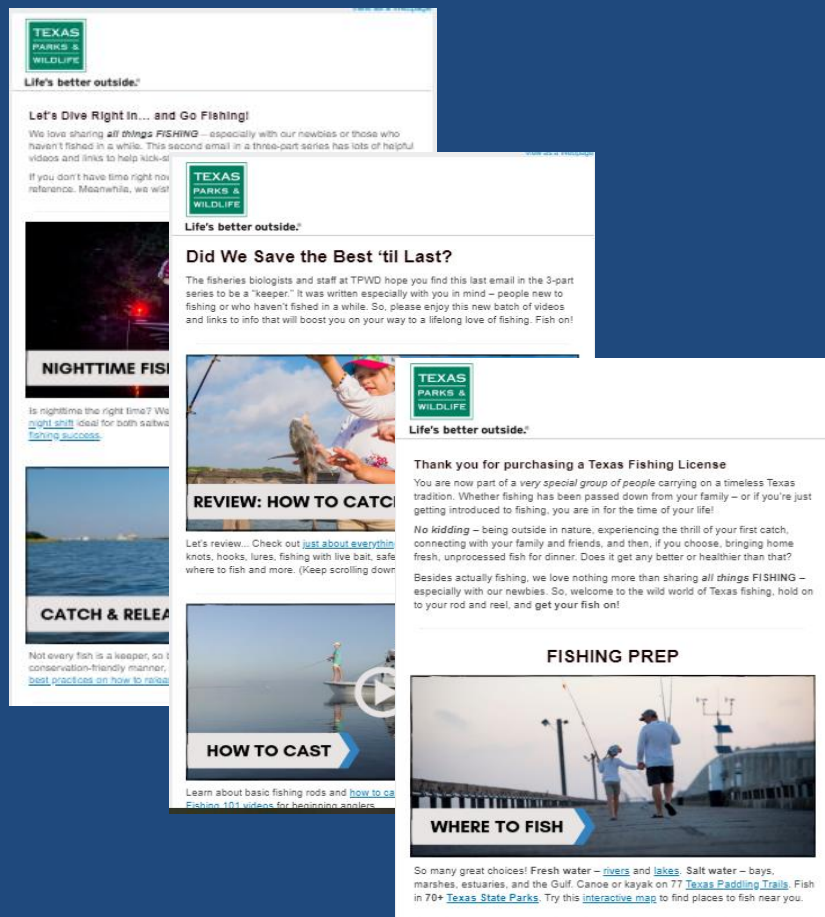 View as a Webpage
TEXAS
PARKS &
WILDLIFE
Life's better outside.®
Let's Dive Right In... and Go Fishing!
We love sharing all things FISHING – especially with our newbies or those who
haven't fished in a while. This second email in a three-part series has lots of helpful
videos and links to help kick-
If you don't have time right now
reference. Meanwhile, we wish
NIGHTTIME FISH
Is nighttime the right time? We
night shift ideal for both saltwa
fishing success.
CATCH & RELEA
Not every fish is a keeper, so
conservation-friendly manner,
best practices on how to relea
View as a Webpage
TEXAS
PARKS &
WILDLIFE
Life's better outside.®
Did We Save the Best 'til Last?
The fisheries biologists and staff at TPWD hope you find this last email in the 3-part
series to be a "keeper." It was written especially with you in mind – people new to
fishing or who haven't fished in a while. So, please enjoy this new batch of videos
and links to info that will boost you on your way to a lifelong love of fishing. Fish on!
REVIEW: HOW TO CATC
Let's review... Check out just about everythin
knots, hooks, lures, fishing with live bait, safe
where to fish and more. (Keep scrolling down
HOW TO CAST
Learn about basic fishing rods and how to ca
Fishing 101 videos for beginning anglers
TEXAS
PARKS &
WILDLIFE
Life's better outside.®
Thank you for purchasing a Texas Fishing License
You are now part of a very special group of people carrying on a timeless Texas
tradition. Whether fishing has been passed down from your family – or if you're just
getting introduced to fishing, you are in for the time of your life!
No kidding – being outside in nature, experiencing the thrill of your first catch,
connecting with your family and friends, and then, if you choose, bringing home
fresh, unprocessed fish for dinner. Does it get any better or healthier than that?
Besides actually fishing, we love nothing more than sharing all things FISHING –
especially with our newbies. So, welcome to the wild world of Texas fishing, hold on
to your rod and reel, and get your fish on!
FISHING PREP
WHERE TO FISH
So many great choices! Fresh water – rivers and lakes. Salt water – bays,
marshes, estuaries, and the Gulf. Canoe or kayak on 77 Texas Paddling Trails. Fish
in 70+ Texas State Parks. Try this interactive map to find places to fish near you.